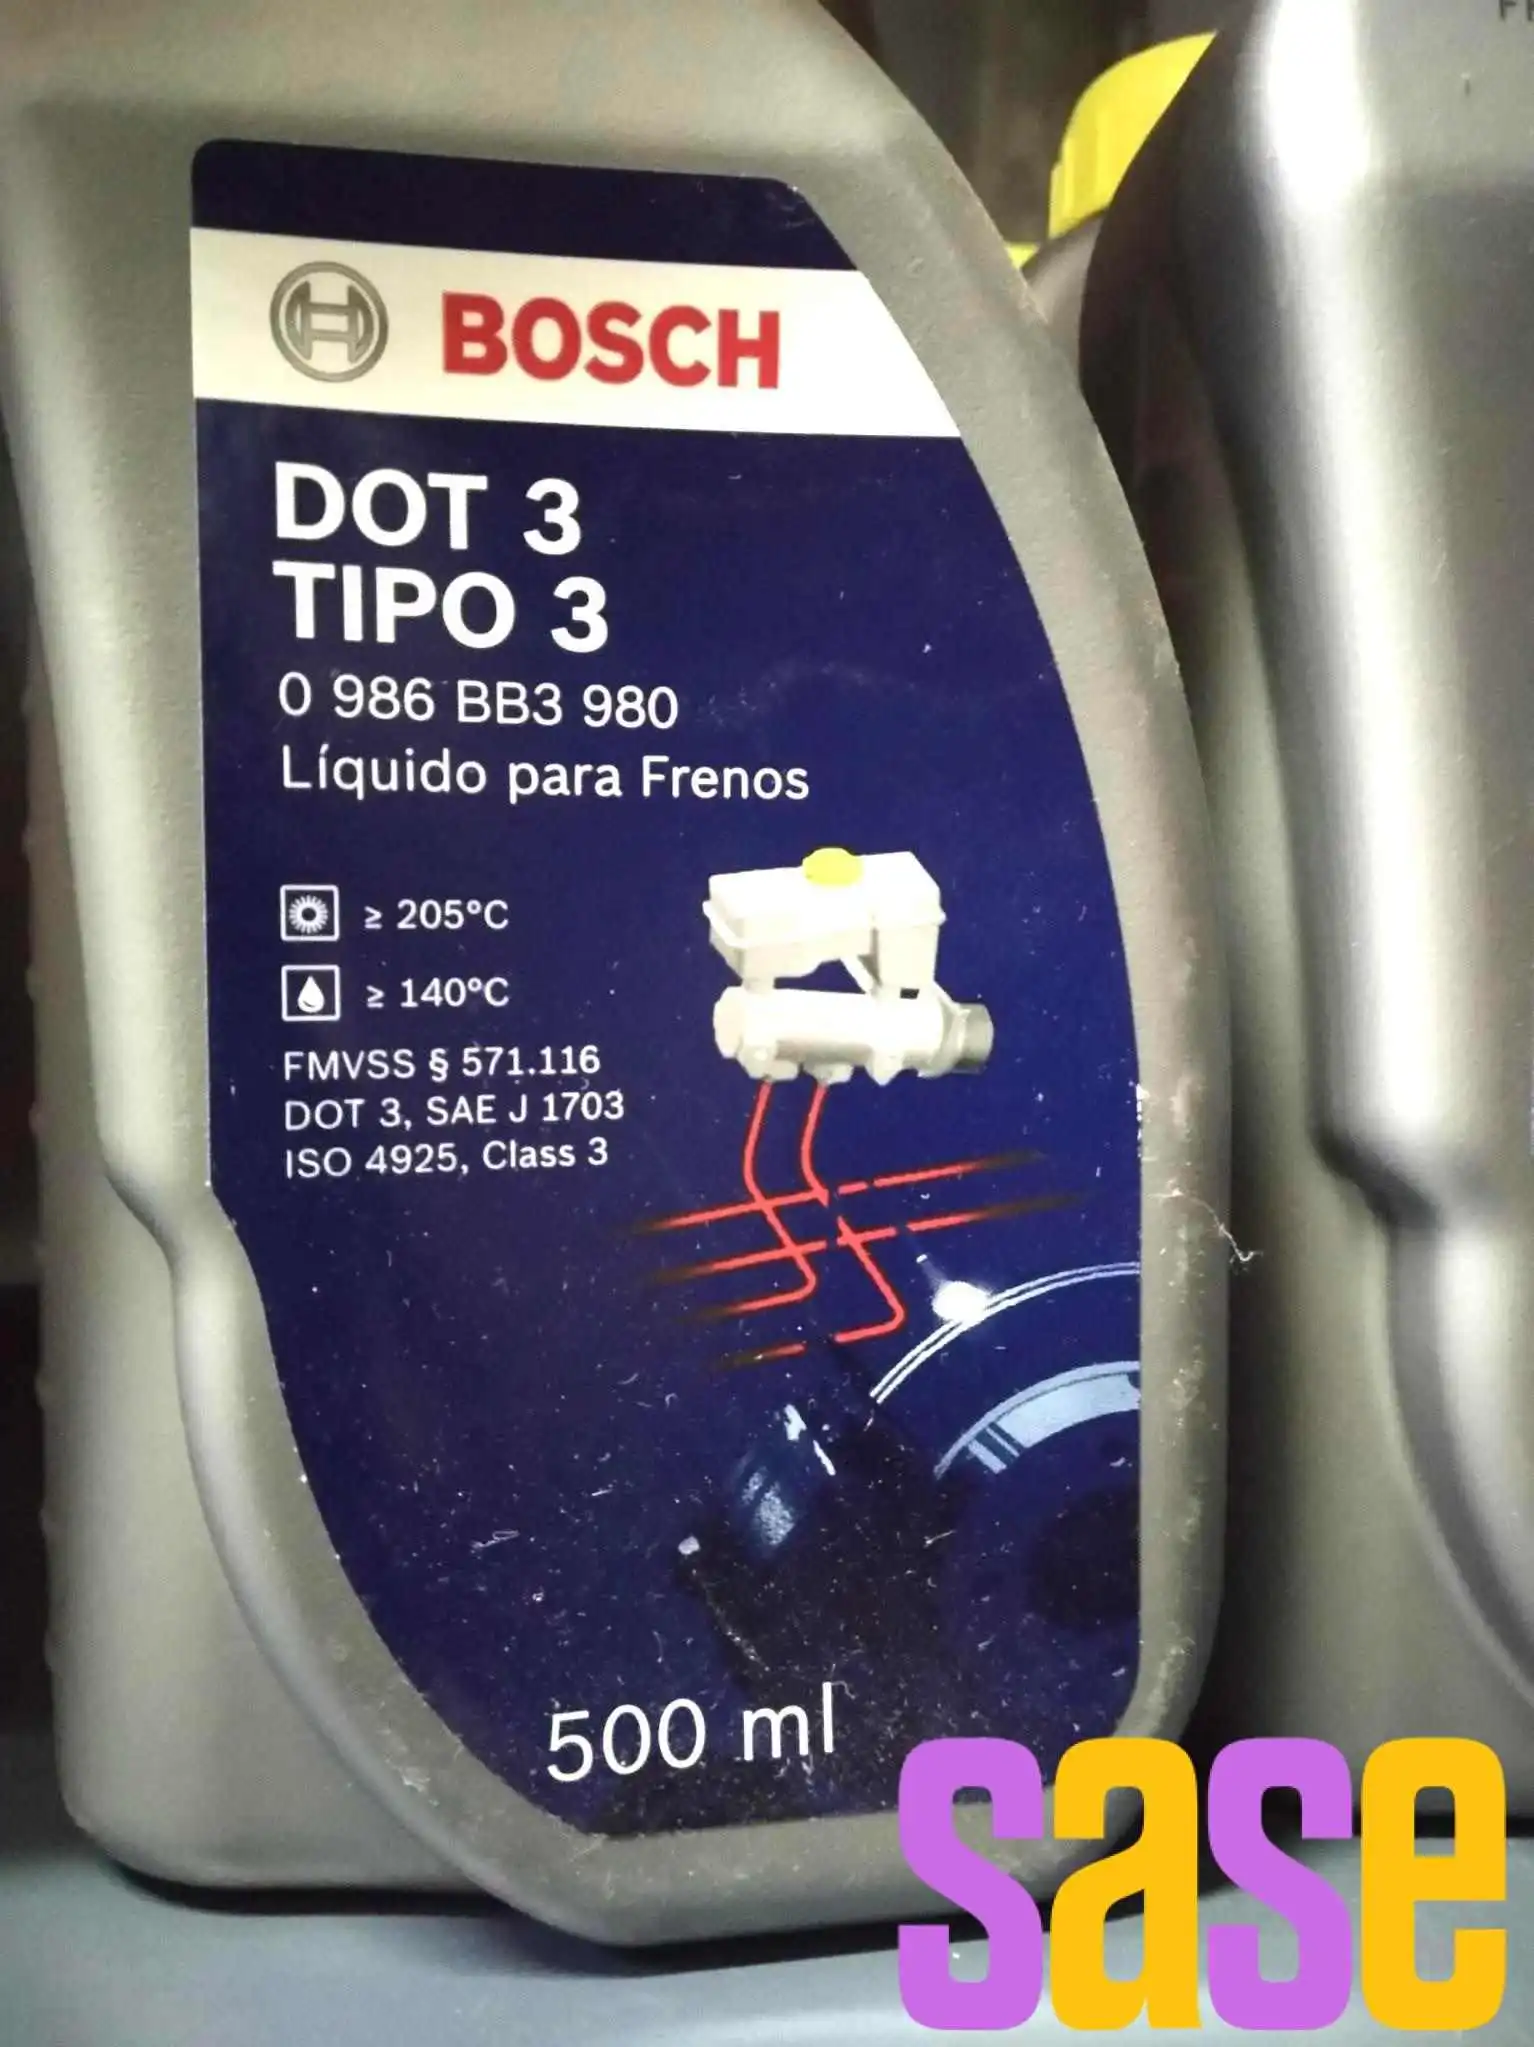 BOSCH
DOT 3
TIPO 3
0 986 BB3 980
Líquido para Frenos
≥ 205°C
≥ 140°C
FMVSS § 571.116
DOT 3, SAE J 1703
ISO 4925, Class 3
500 ml
sase